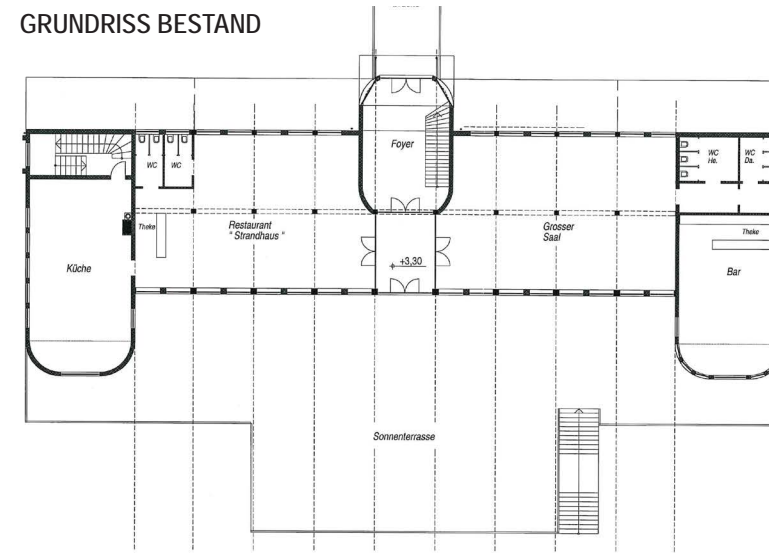 GRUNDRISS BESTAND
Foyer
WC
WC
WC
He.
WC
Da.
Theke
Restaurant
" Strandhaus "
Grosser
Saal
Theke
Küche
+3,30
Bar
Sonnenterrasse